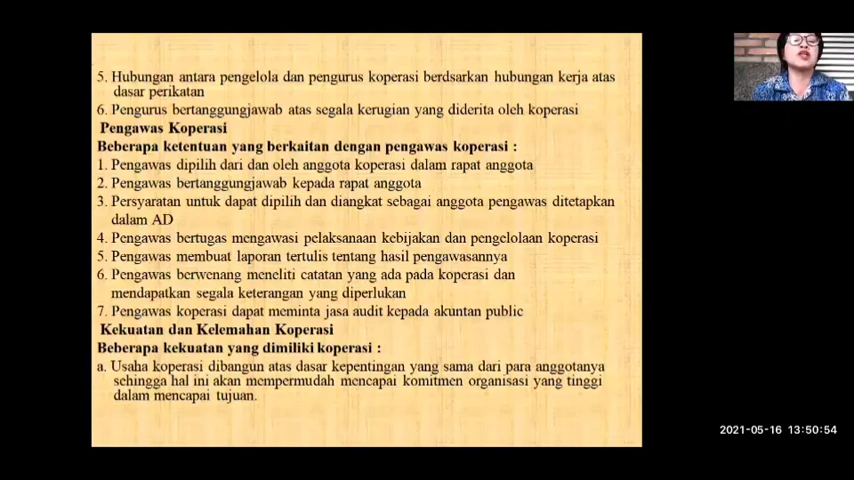 5. Hubungan antara pengelola dan pengurus koperasi berdsarkan hubungan kerja atas
dasar perikatan
6. Pengurus bertanggungjawab atas segala kerugian yang diderita oleh koperasi
Pengawas Koperasi
Beberapa ketentuan yang berkaitan dengan pengawas koperasi :
1. Pengawas dipilih dari dan oleh anggota koperasi dalam rapat anggota
2. Pengawas bertanggungjawab kepada rapat anggota
3. Persyaratan untuk dapat dipilih dan diangkat sebagai anggota pengawas ditetapkan
dalam AD
4. Pengawas bertugas mengawasi pelaksanaan kebijakan dan pengelolaan koperasi
5. Pengawas membuat laporan tertulis tentang hasil pengawasannya
6. Pengawas berwenang meneliti catatan yang ada pada koperasi dan
mendapatkan segala keterangan yang diperlukan
7. Pengawas koperasi dapat meminta jasa audit kepada akuntan public
Kekuatan dan Kelemahan Koperasi
Beberapa kekuatan yang dimiliki koperasi :
a. Usaha koperasi dibangun atas dasar kepentingan yang sama dari para anggotanya
sehingga hal ini akan mempermudah mencapai komitmen organisasi yang tinggi
dalam mencapai tujuan.
2021-05-16 13:50:54